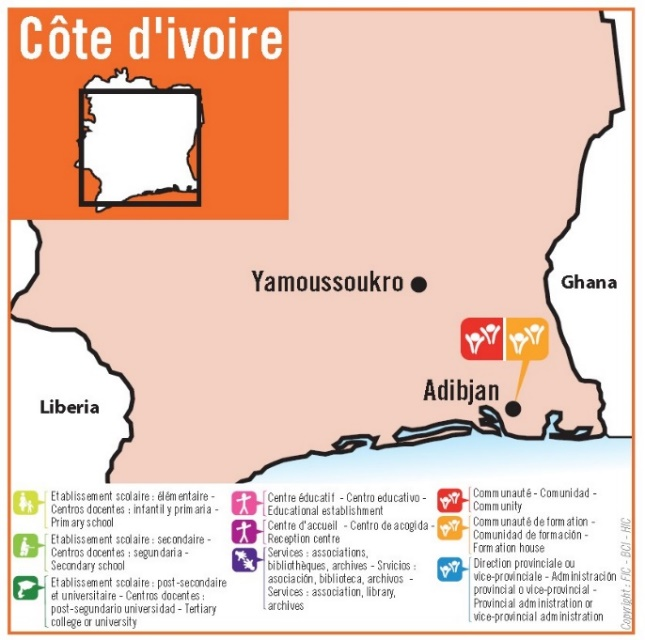 Côte d'ivoire
Yamoussoukro
Ghana
Adibjan
Liberia
Etablissement scolaire : élémentaire -
Centros docentes : infantil y primaria -
Primary school
Etablissement scolaire : secondaire -
Centros docentes : segundaria -
Secondary school
Etablissement scolaire : post-secondaire
et universitaire - Centros docentes :
post-segundario universidad - Tertiary
college or university
Centre éducatif - Centro educativo -
Educational establishment
Centre d'accueil - Centro de acogida -
Reception centre
Services : associations,
bibliothèques, archives - Srvicios :
asociación, biblioteca, archivos -
Services : association, library,
archives
Communauté - Comunidad -
Community
Communauté de formation -
Comunidad de formación -
Formation house
Direction provinciale ou
vice-provinciale - Administración
provincial o vice-provincial -
Provincial administration or
vice-provincial administration
Copyright : FIC - BCI - HIC